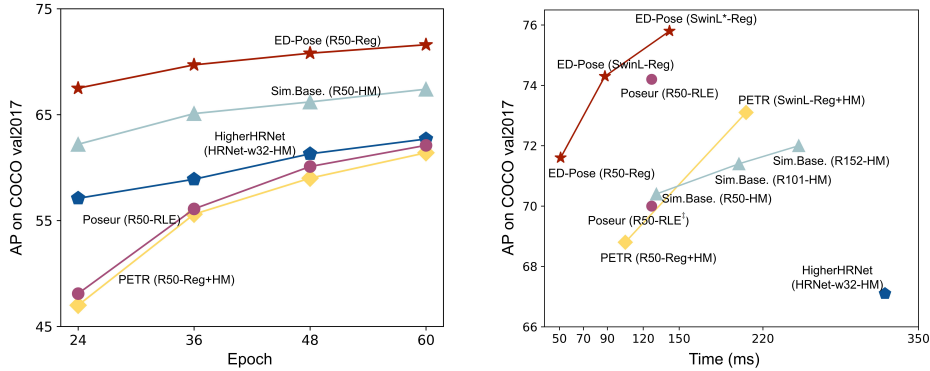 75
65
55
45
AP on COCO val2017
ED-Pose (R50-Reg)
Sim.Base. (R50-HM)
HigherHRNet
(HRNet-w32-HM)
Poseur (R50-RLE)
PETR (R50-Reg+HM)
24
36
48
60
Epoch
76
74
72
70
68
66
AP on COCO val2017
ED-Pose (SwinL*-Reg)
ED-Pose (SwinL-Reg)
Poseur (R50-RLE)
PETR (SwinL-Reg+HM)
Sim.Base. (R152-HM)
ED-Pose (R50-Reg)
Sim.Base. (R101-HM)
Sim.Base. (R50-HM)
Poseur (R50-RLE‡)
PETR (R50-Reg+HM)
HigherHRNet
(HRNet-w32-HM)
50
70
90
120
150
220
350
Time (ms)